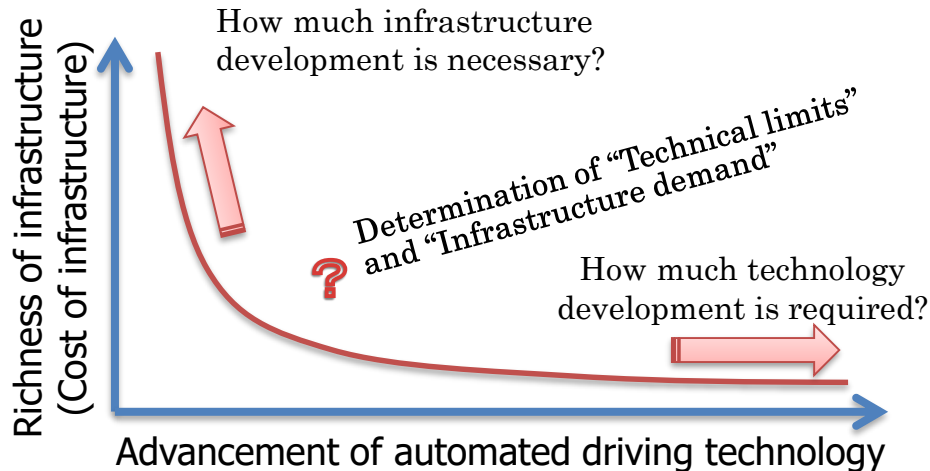 How much infrastructure
development is necessary?
Richness of infrastructure
(Cost of infrastructure)
Determination of “Technical limits”
and “Infrastructure demand”
?
How much technology
development is required?
Advancement of automated driving technology